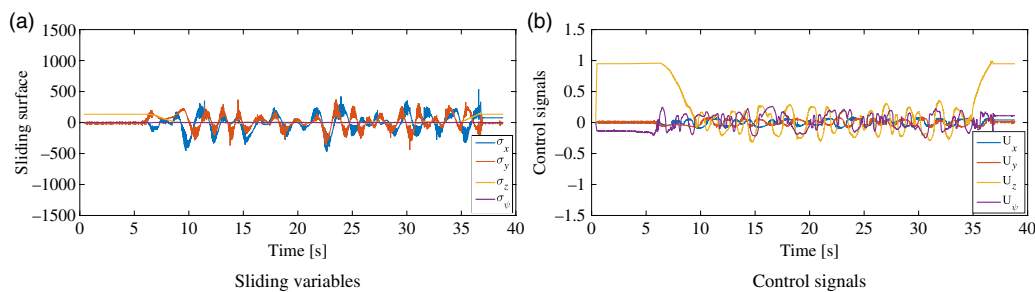 (a)
1500
1000
500
0
−500
−1000
−1500
Sliding surface
σx
σy
σz
σψ
0 5 10 15 20 25 30 35 40
Time [s]
Sliding variables
(b)
1.5
1
0.5
0
−0.5
−1
−1.5
Control signals
Ux
Uy
Uz
Uψ
0 5 10 15 20 25 30 35 40
Time [s]
Control signals